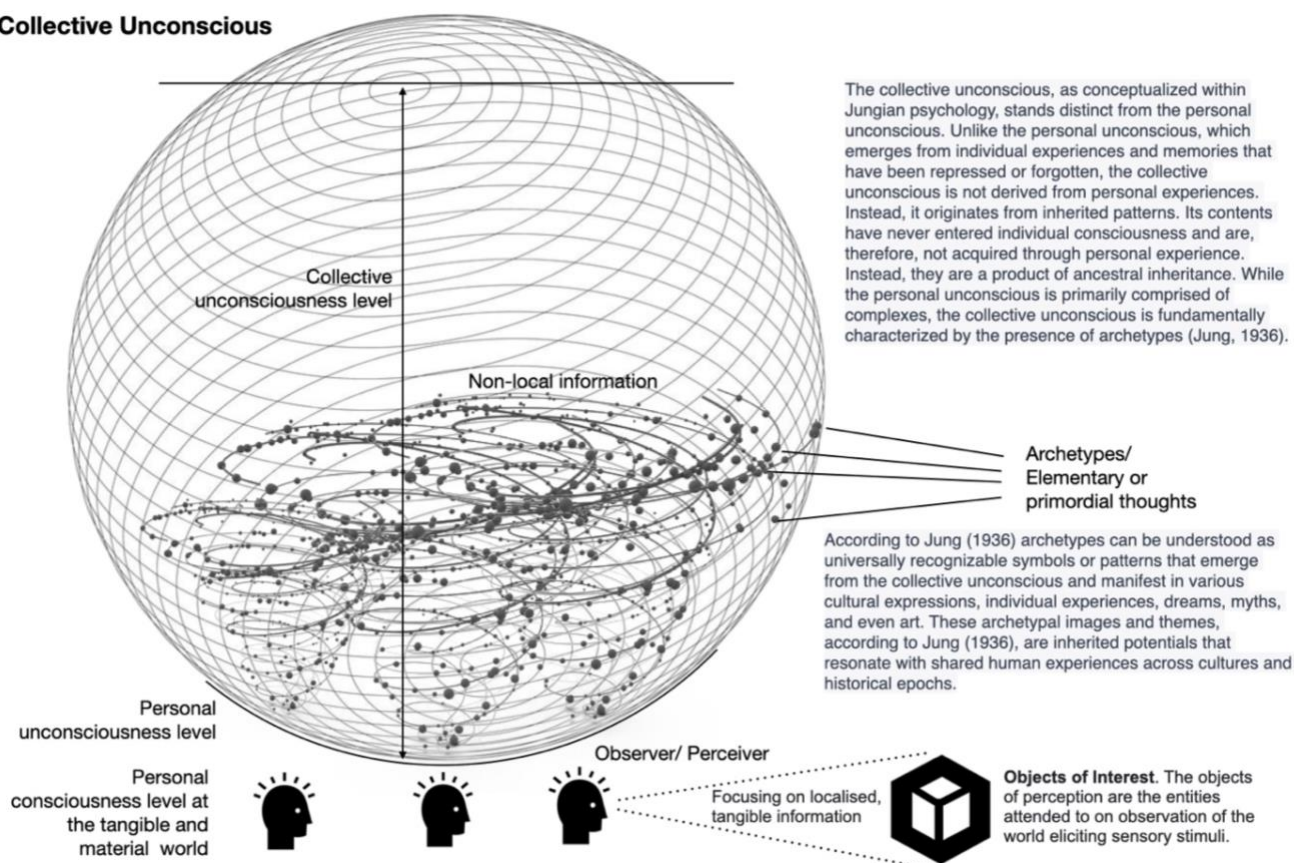 Collective Unconscious
The collective unconscious, as conceptualized within
Jungian psychology, stands distinct from the personal
unconscious. Unlike the personal unconscious, which
emerges from individual experiences and memories that
have been repressed or forgotten, the collective
unconscious is not derived from personal experiences.
Instead, it originates from inherited patterns. Its contents
have never entered individual consciousness and are,
therefore, not acquired through personal experience.
Instead, they are a product of ancestral inheritance. While
the personal unconscious is primarily comprised of
complexes, the collective unconscious is fundamentally
characterized by the presence of archetypes (Jung, 1936).
Collective
unconsciousness level
Non-local information
Archetypes/
Elementary or
primordial thoughts
According to Jung (1936) archetypes can be understood as
universally recognizable symbols or patterns that emerge
from the collective unconscious and manifest in various
cultural expressions, individual experiences, dreams, myths,
and even art. These archetypal images and themes,
according to Jung (1936), are inherited potentials that
resonate with shared human experiences across cultures and
historical epochs.
Personal
unconsciousness level
Personal
consciousness level at
the tangible and
material world
Observer/ Perceiver
Focusing on localised,
tangible information
Objects of Interest. The objects
of perception are the entities
attended to on observation of the
world eliciting sensory stimuli.